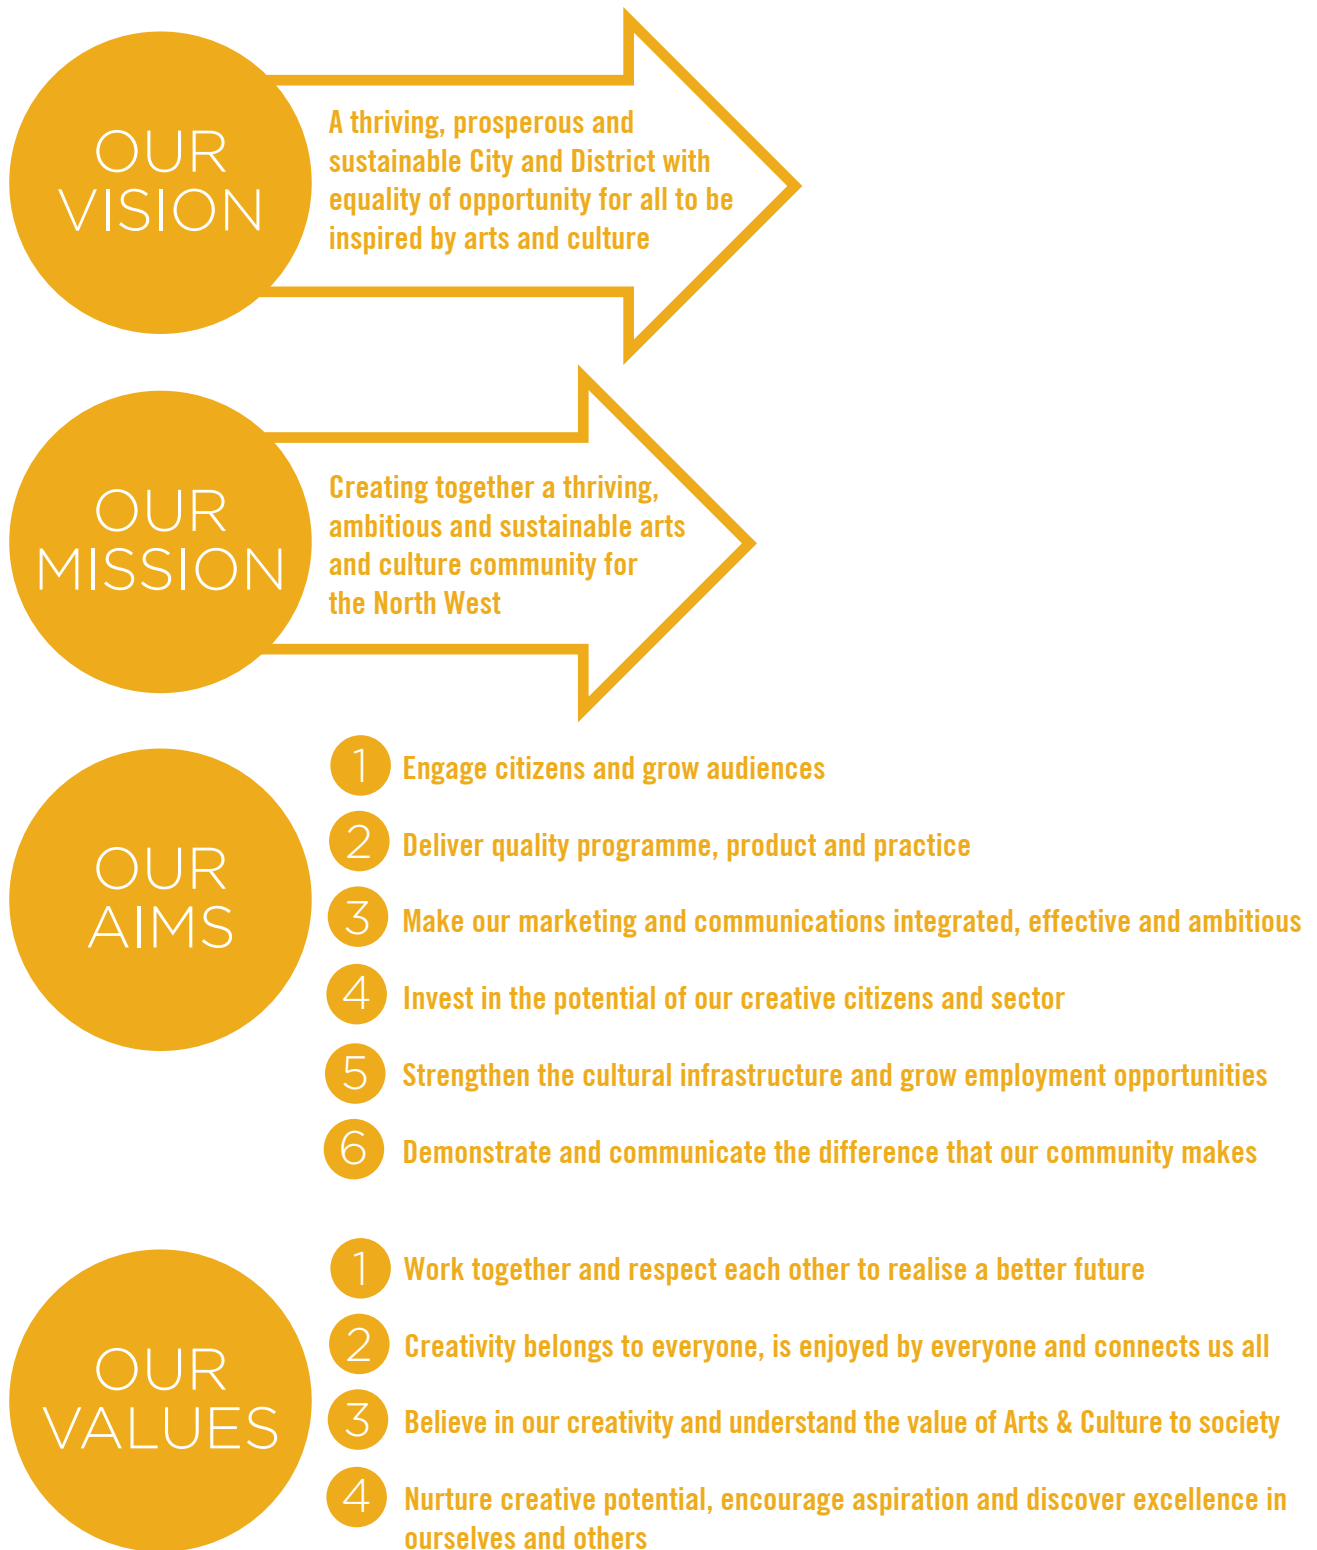 OUR
VISION
A thriving, prosperous and
sustainable City and District with
equality of opportunity for all to be
inspired by arts and culture
OUR
MISSION
Creating together a thriving,
ambitious and sustainable arts
and culture community for
the North West
OUR
AIMS
1 Engage citizens and grow audiences
2 Deliver quality programme, product and practice
3 Make our marketing and communications integrated, effective and ambitious
4 Invest in the potential of our creative citizens and sector
5 Strengthen the cultural infrastructure and grow employment opportunities
6 Demonstrate and communicate the difference that our community makes
OUR
VALUES
1 Work together and respect each other to realise a better future
2 Creativity belongs to everyone, is enjoyed by everyone and connects us all
3 Believe in our creativity and understand the value of Arts & Culture to society
4 Nurture creative potential, encourage aspiration and discover excellence in
ourselves and others